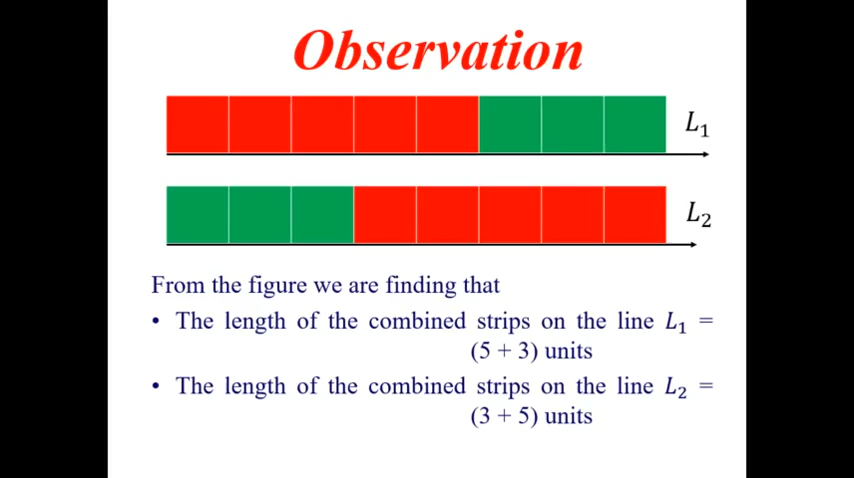 Observation
L₁
L₂
From the figure we are finding that
• The length of the combined strips on the line L₁ =
(5 + 3) units
• The length of the combined strips on the line L₂ =
(3 + 5) units